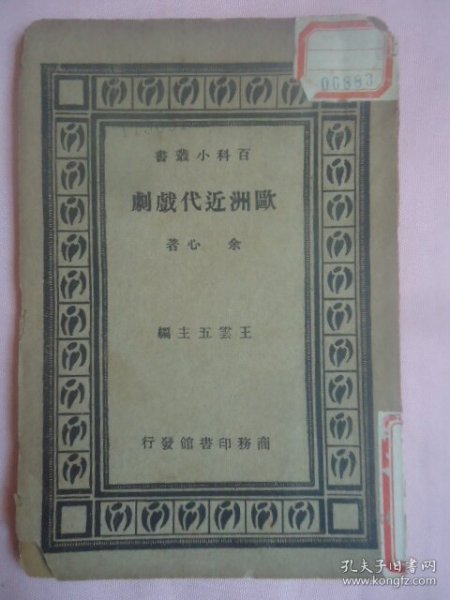 06883
百科小叢書
歐洲近代戲劇
余心著
王雲五主編
商務印書館發行
孔夫子旧书网
www.kongfz.com